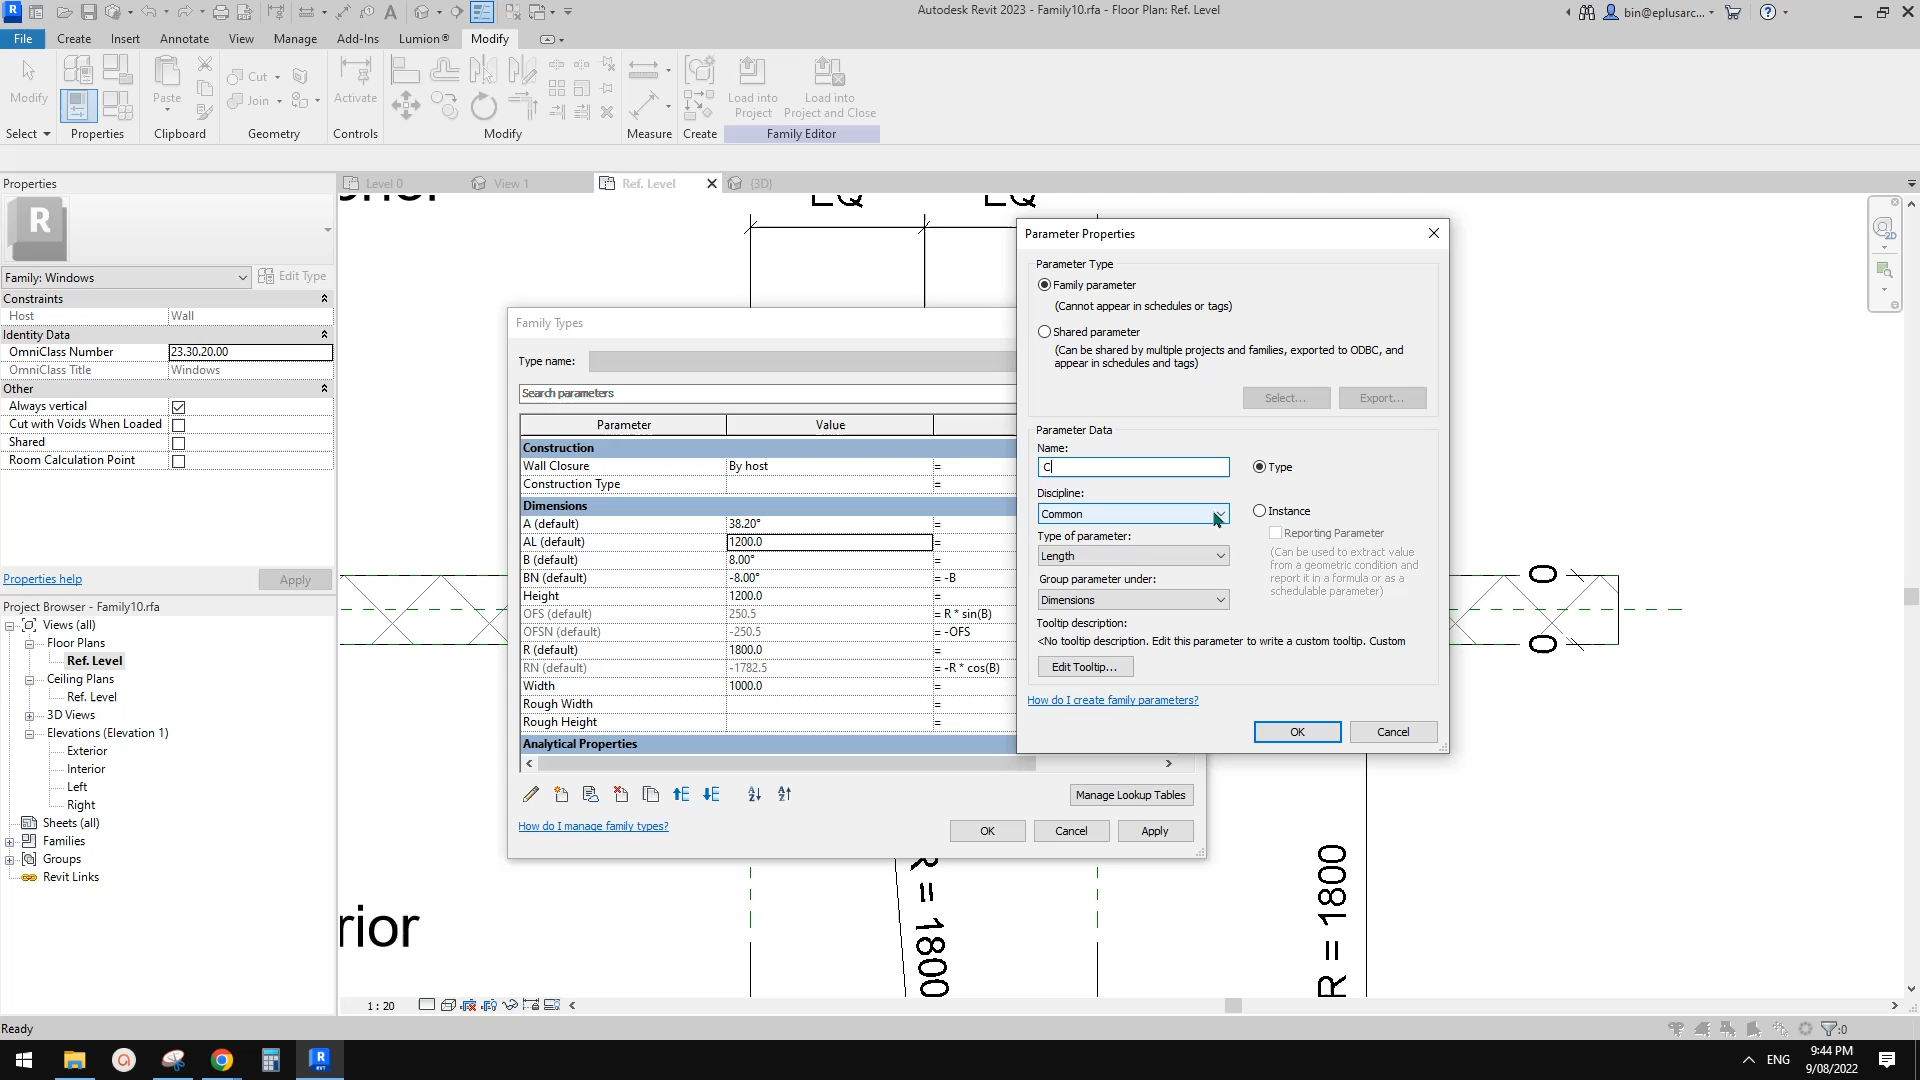 Autodesk Revit 2023 - Family10.rfa - Floor Plan: Ref. Level
bin@eplusarc...
File Create Insert Annotate View Manage Add-Ins Lumion® Modify
Modify
Paste
Cut
Join
Activate
Load into
Project
Load into
Project and Close
Select Properties Clipboard Geometry Controls Modify Measure Create Family Editor
Properties
Level 0 View 1 Ref. Level {3D}
R
Family: Windows Edit Type
Constraints
Host Wall
Identity Data
OmniClass Number 23.30.20.00
OmniClass Title Windows
Other
Always vertical
Cut with Voids When Loaded
Shared
Room Calculation Point
Properties help Apply
Project Browser - Family10.rfa
Views (all)
Floor Plans
Ref. Level
Ceiling Plans
Ref. Level
3D Views
Elevations (Elevation 1)
Exterior
Interior
Left
Right
Sheets (all)
Families
Groups
Revit Links
EQ EQ
Family Types
Type name:
Search parameters
Parameter Value
Construction
Wall Closure By host =
Construction Type =
Dimensions
A (default) 38.20° =
AL (default) 1200.0 =
B (default) 8.00° =
BN (default) -8.00° = -B
Height 1200.0 =
OFS (default) 250.5 = R * sin(B)
OFSN (default) -250.5 = -OFS
R (default) 1800.0 =
RN (default) -1782.5 = -R * cos(B)
Width 1000.0 =
Rough Width =
Rough Height =
Analytical Properties
Manage Lookup Tables
How do I manage family types?
OK Cancel Apply
Parameter Properties
Parameter Type
Family parameter
(Cannot appear in schedules or tags)
Shared parameter
(Can be shared by multiple projects and families, exported to ODBC, and
appear in schedules and tags)
Select... Export...
Parameter Data
Name:
C
Type
Discipline:
Common
Instance
Reporting Parameter
(Can be used to extract value
from a geometric condition and
report it in a formula or as a
schedulable parameter)
Type of parameter:
Length
Group parameter under:
Dimensions
Tooltip description:
<No tooltip description. Edit this parameter to write a custom tooltip. Custom
Edit Tooltip...
How do I create family parameters?
OK Cancel
0
0
R = 1800
R = 1800
rior
1 : 20
Ready
:0
ENG
9:44 PM
9/08/2022